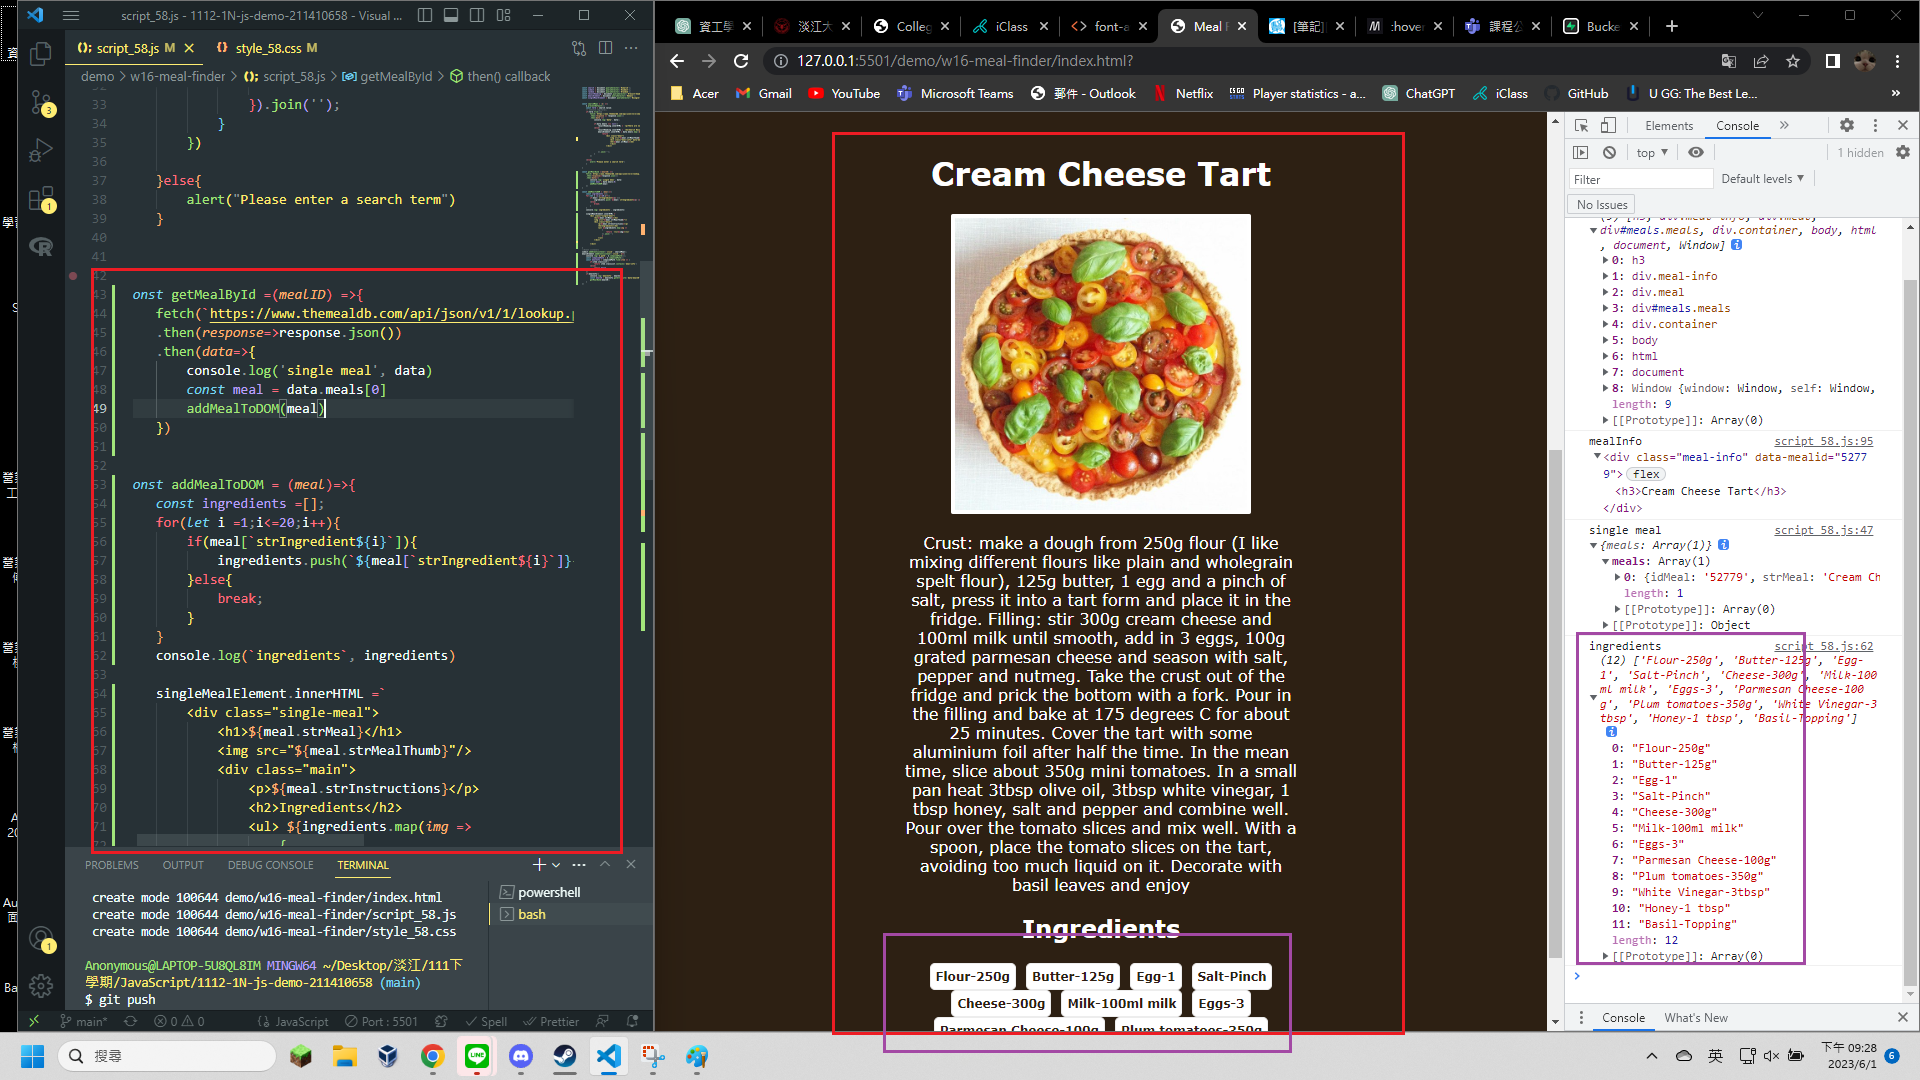 script_58.js - 1112-1N-js-demo-211410658 - Visual ...
script_58.js M
style_58.css M
demo > w16-meal-finder > script_58.js > getMealById > then() callback
33 }).join('');
34 }
35 })
36
37 }else{
38 alert("Please enter a search term")
39 }
40
41
42
43 onst getMealById =(mealID) =>{
44 fetch(`https://www.themealdb.com/api/json/v1/1/lookup.
45 .then(response=>response.json())
46 .then(data=>{
47 console.log('single meal', data)
48 const meal = data.meals[0]
49 addMealToDOM(meal)
50 })
51
52
53 onst addMealToDOM = (meal)=>{
54 const ingredients =[];
55 for(let i =1;i<=20;i++){
56 if(meal[`strIngredient${i}`]){
57 ingredients.push(`${meal[`strIngredient${i}`]}
58 }else{
59 break;
60 }
61 }
62 console.log(`ingredients`, ingredients)
63
64 singleMealElement.innerHTML =`
65 <div class="single-meal">
66 <h1>${meal.strMeal}</h1>
67 <img src="${meal.strMealThumb}"/>
68 <div class="main">
69 <p>${meal.strInstructions}</p>
70 <h2>Ingredients</h2>
71 <ul> ${ingredients.map(img =>
PROBLEMS OUTPUT DEBUG CONSOLE TERMINAL
create mode 100644 demo/w16-meal-finder/index.html
create mode 100644 demo/w16-meal-finder/script_58.js
create mode 100644 demo/w16-meal-finder/style_58.css
Anonymous@LAPTOP-5U8QL8IM MINGW64 ~/Desktop/淡江/111下
學期/JavaScript/1112-1N-js-demo-211410658 (main)
$ git push
powershell
bash
main* 0 0 JavaScript Port : 5501 Spell Prettier
資工學 淡江大 Colleg iClass font-a Meal F [筆記] :hover 課程公 Bucke
127.0.0.1:5501/demo/w16-meal-finder/index.html?
Acer Gmail YouTube Microsoft Teams 郵件 - Outlook Netflix Player statistics - a... ChatGPT iClass GitHub U GG: The Best Le...
Cream Cheese Tart
Crust: make a dough from 250g flour (I like
mixing different flours like plain and wholegrain
spelt flour), 125g butter, 1 egg and a pinch of
salt, press it into a tart form and place it in the
fridge. Filling: stir 300g cream cheese and
100ml milk until smooth, add in 3 eggs, 100g
grated parmesan cheese and season with salt,
pepper and nutmeg. Take the crust out of the
fridge and prick the bottom with a fork. Pour in
the filling and bake at 175 degrees C for about
25 minutes. Cover the tart with some
aluminium foil after half the time. In the mean
time, slice about 350g mini tomatoes. In a small
pan heat 3tbsp olive oil, 3tbsp white vinegar, 1
tbsp honey, salt and pepper and combine well.
Pour over the tomato slices and mix well. With a
spoon, place the tomato slices on the tart,
avoiding too much liquid on it. Decorate with
basil leaves and enjoy
Ingredients
Flour-250g Butter-125g Egg-1 Salt-Pinch
Cheese-300g Milk-100ml milk Eggs-3
Parmesan Cheese-100g Plum tomatoes-250g
Elements Console
top 1 hidden
Filter Default levels
No Issues
div#meals.meals, div.container, body, html
, document, Window]
0: h3
1: div.meal-info
2: div.meal
3: div#meals.meals
4: div.container
5: body
6: html
7: document
8: Window {window: Window, self: Window,
length: 9
[[Prototype]]: Array(0)
mealInfo script_58.js:95
<div class="meal-info" data-mealid="5277
9"> flex
<h3>Cream Cheese Tart</h3>
</div>
single meal script_58.js:47
{meals: Array(1)}
meals: Array(1)
0: {idMeal: '52779', strMeal: 'Cream Ch
length: 1
[[Prototype]]: Array(0)
[[Prototype]]: Object
ingredients script_58.js:62
(12) ['Flour-250g', 'Butter-125g', 'Egg-
1', 'Salt-Pinch', 'Cheese-300g', 'Milk-100
ml milk', 'Eggs-3', 'Parmesan Cheese-100
g', 'Plum tomatoes-350g', 'White Vinegar-3
tbsp', 'Honey-1 tbsp', 'Basil-Topping']
0: "Flour-250g"
1: "Butter-125g"
2: "Egg-1"
3: "Salt-Pinch"
4: "Cheese-300g"
5: "Milk-100ml milk"
6: "Eggs-3"
7: "Parmesan Cheese-100g"
8: "Plum tomatoes-350g"
9: "White Vinegar-3tbsp"
10: "Honey-1 tbsp"
11: "Basil-Topping"
length: 12
[[Prototype]]: Array(0)
Console What's New
搜尋
英
下午 09:28
2023/6/1
6